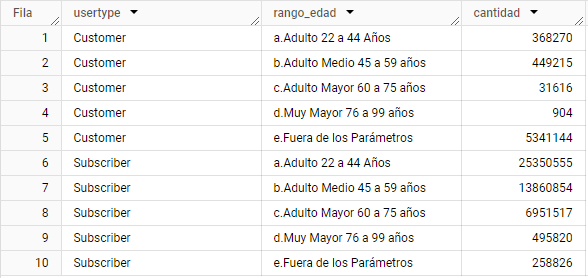 Fila usertype rango_edad cantidad
1 Customer a.Adulto 22 a 44 Años 368270
2 Customer b.Adulto Medio 45 a 59 años 449215
3 Customer c.Adulto Mayor 60 a 75 años 31616
4 Customer d.Muy Mayor 76 a 99 años 904
5 Customer e.Fuera de los Parámetros 5341144
6 Subscriber a.Adulto 22 a 44 Años 25350555
7 Subscriber b.Adulto Medio 45 a 59 años 13860854
8 Subscriber c.Adulto Mayor 60 a 75 años 6951517
9 Subscriber d.Muy Mayor 76 a 99 años 495820
10 Subscriber e.Fuera de los Parámetros 258826